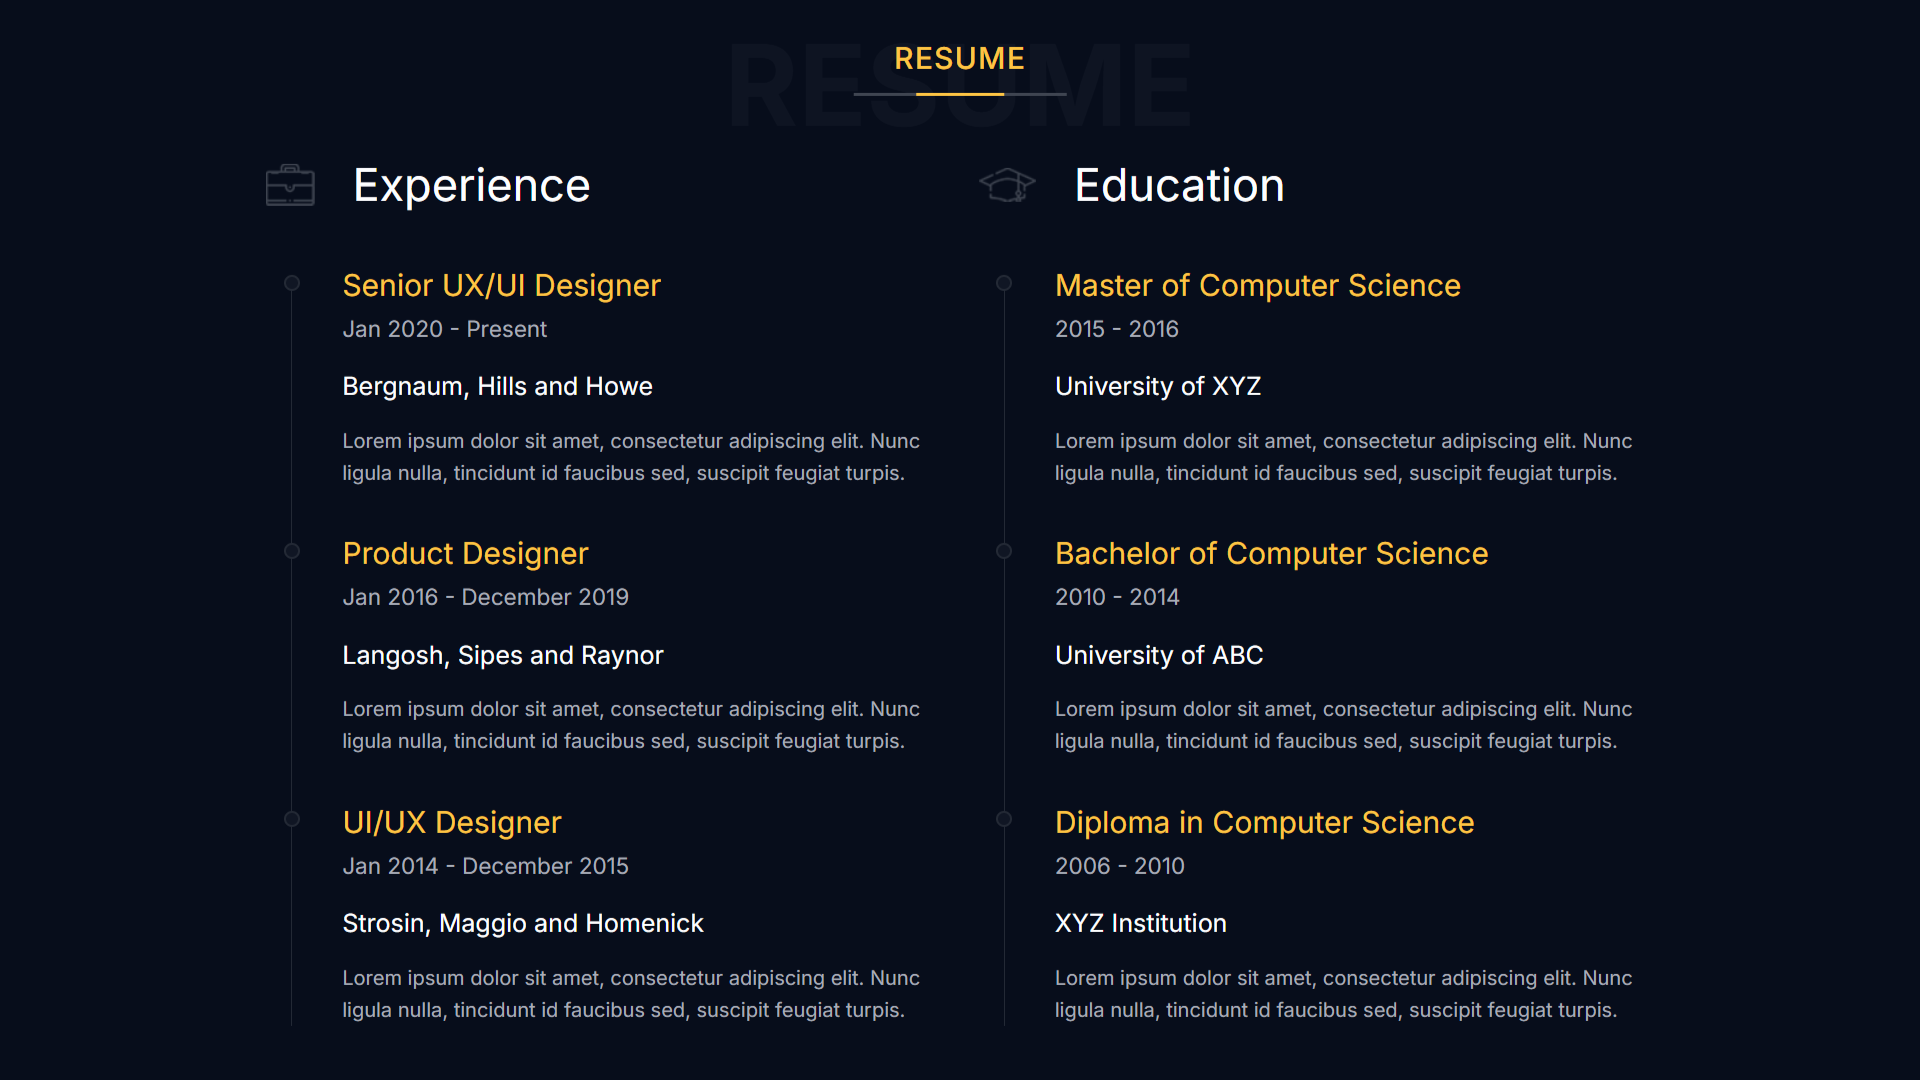 RESUME
RESUME
Experience
Senior UX/UI Designer
Jan 2020 - Present
Bergnaum, Hills and Howe
Lorem ipsum dolor sit amet, consectetur adipiscing elit. Nunc
ligula nulla, tincidunt id faucibus sed, suscipit feugiat turpis.
Product Designer
Jan 2016 - December 2019
Langosh, Sipes and Raynor
Lorem ipsum dolor sit amet, consectetur adipiscing elit. Nunc
ligula nulla, tincidunt id faucibus sed, suscipit feugiat turpis.
UI/UX Designer
Jan 2014 - December 2015
Strosin, Maggio and Homenick
Lorem ipsum dolor sit amet, consectetur adipiscing elit. Nunc
ligula nulla, tincidunt id faucibus sed, suscipit feugiat turpis.
Education
Master of Computer Science
2015 - 2016
University of XYZ
Lorem ipsum dolor sit amet, consectetur adipiscing elit. Nunc
ligula nulla, tincidunt id faucibus sed, suscipit feugiat turpis.
Bachelor of Computer Science
2010 - 2014
University of ABC
Lorem ipsum dolor sit amet, consectetur adipiscing elit. Nunc
ligula nulla, tincidunt id faucibus sed, suscipit feugiat turpis.
Diploma in Computer Science
2006 - 2010
XYZ Institution
Lorem ipsum dolor sit amet, consectetur adipiscing elit. Nunc
ligula nulla, tincidunt id faucibus sed, suscipit feugiat turpis.